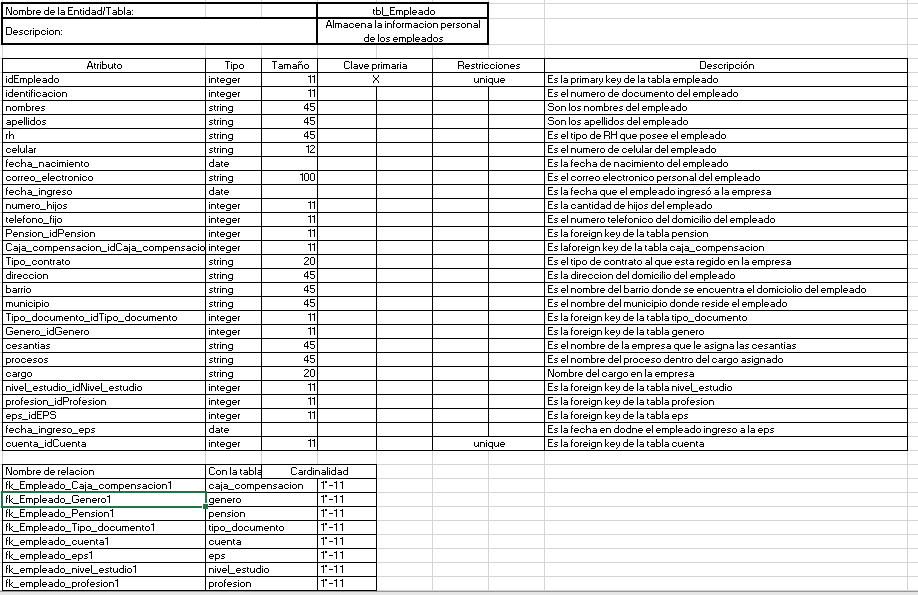 Nombre de la Entidad/Tabla: tbl_Empleado
Descripcion: Almacena la informacion personal
de los empleados
Atributo Tipo Tamaño Clave primaria Restricciones Descripción
idEmpleado integer 11 X unique Es la primary key de la tabla empleado
identificacion integer 11 Es el numero de documento del empleado
nombres string 45 Son los nombres del empleado
apellidos string 45 Son los apellidos del empleado
rh string 45 Es el tipo de RH que posee el empleado
celular string 12 Es el numero de celular del empleado
fecha_nacimiento date Es la fecha de nacimiento del empleado
correo_electronico string 100 Es el correo electronico personal del empleado
fecha_ingreso date Es la fecha que el empleado ingresó a la empresa
numero_hijos integer 11 Es la cantidad de hijos del empleado
telefono_fijo integer 11 Es el numero telefonico del domicilio del empleado
Pension_idPension integer 11 Es la foreign key de la tabla pension
Caja_compensacion_idCaja_compensacio integer 11 Es laforeign key de la tabla caja_compensacion
Tipo_contrato string 20 Es el tipo de contrato al que esta regido en la empresa
direccion string 45 Es la direccion del domicilio del empleado
barrio string 45 Es el nombre del barrio donde se encuentra el domiciolio del empleado
municipio string 45 Es el nombre del municipio donde reside el empleado
Tipo_documento_idTipo_documento integer 11 Es la foreign key de la tabla tipo_documento
Genero_idGenero integer 11 Es la foreign key de la tabla genero
cesantias string 45 Es el nombre de la empresa que le asigna las cesantias
procesos string 45 Es el nombre del proceso dentro del cargo asignado
cargo string 20 Nombre del cargo en la empresa
nivel_estudio_idNivel_estudio integer 11 Es la foreign key de la tabla nivel_estudio
profesion_idProfesion integer 11 Es la foreign key de la tabla profesion
eps_idEPS integer 11 Es la foreign key de la tabla eps
fecha_ingreso_eps date Es la fecha en dodne el empleado ingreso a la eps
cuenta_idCuenta integer 11 unique Es la foreign key de la tabla cuenta
Nombre de relacion Con la tabla Cardinalidad
fk_Empleado_Caja_compensacion1 caja_compensacion 1*-11
fk_Empleado_Genero1 genero 1*-11
fk_Empleado_Pension1 pension 1*-11
fk_Empleado_Tipo_documento1 tipo_documento 1*-11
fk_empleado_cuenta1 cuenta 1*-11
fk_empleado_eps1 eps 1*-11
fk_empleado_nivel_estudio1 nivel_estudio 1*-11
fk_empleado_profesion1 profesion 1*-11